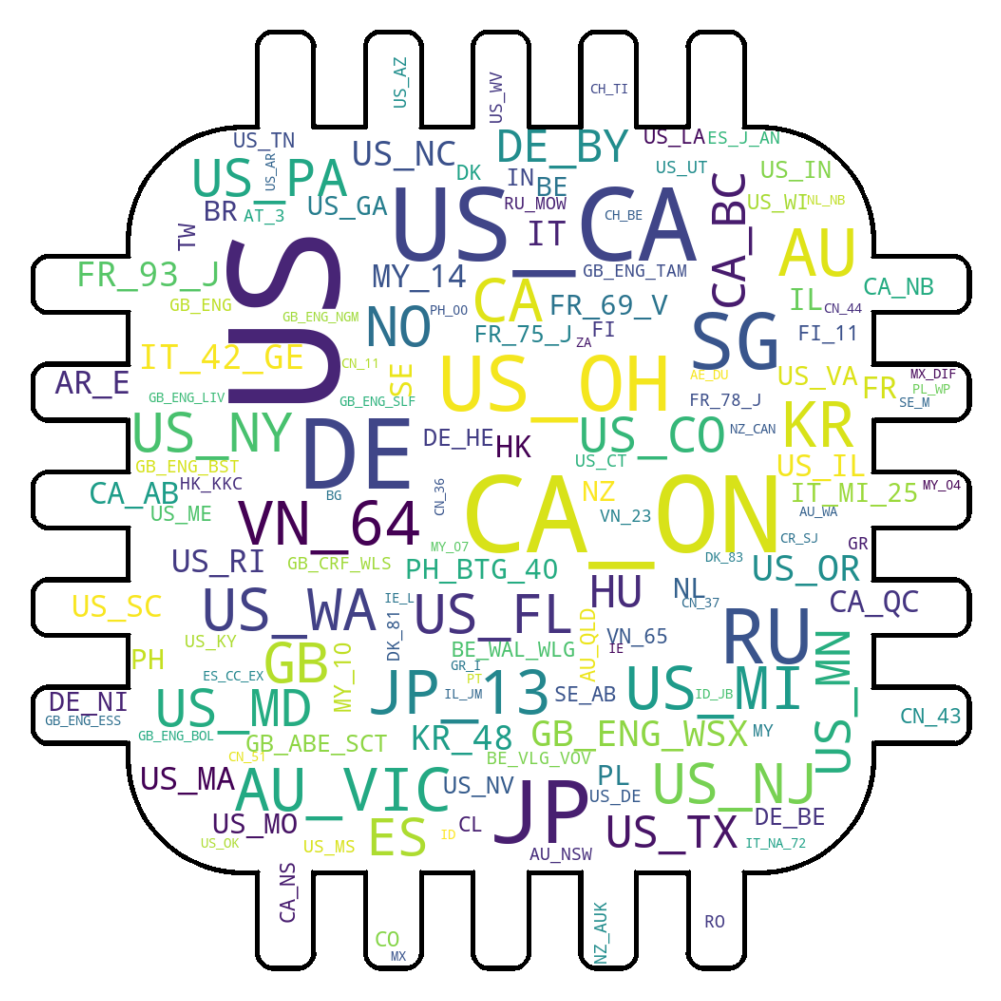 US_AZ
US_WV
CH_TI
US_TN
US_AR
US_NC
DE_BY
US_LA
ES_J_AN
US_PA
DK
IN
BE
US_UT
US_IN
BR
AT_3
US_GA
US_CA
RU_MOW
CH_BE
CA_BC
US_WI
NL_NB
TW
IT
AU
FR_93_J
US
MY_14
GB_ENG_TAM
CA_NB
GB_ENG
GB_ENG_NGM
NO
PH_00
CA
FR_69_V
IL
CN_44
FR_75_J
FI
ZA
SG
FI_11
IT_42_GE
CN_11
SE
US_OH
AE_DU
US_VA
FR
MX_DIF
PL_WP
SE_M
AR_E
GB_ENG_LIV
GB_ENG_SLF
FR_78_J
US_NY
DE
DE_HE
HK
US_CO
NZ_CAN
KR
GB_ENG_BST
US_CT
US_IL
CA_AB
HK_KKC
BG
CN_36
CA_ON
NZ
IT_MI_25
MY_04
US_ME
VN_64
VN_23
AU_WA
CR_SJ
GR
US_RI
GB_CRF_WLS
MY_07
PH_BTG_40
DK_83
US_OR
US_SC
US_WA
IE_L
US_FL
HU
NL
CN_37
CA_QC
US_KY
DK_81
AU_QLD
VN_65
IE
RU
US_MN
PH
GB
MY_10
BE_WAL_WLG
ES_CC_EX
GR_I
PT
DE_NI
GB_ENG_ESS
US_MD
JP_13
IL_JM
SE_AB
US_MI
ID_JB
CN_43
GB_ENG_BOL
GB_ABE_SCT
KR_48
GB_ENG_WSX
MY
CN_51
BE_VLG_VOV
US_MA
AU_VIC
US_NV
PL
US_DE
US_NJ
US_MO
ES
ID
CL
JP
US_TX
DE_BE
US_OK
US_MS
AU_NSW
IT_NA_72
CA_NS
CO
MX
NZ_AUK
RO